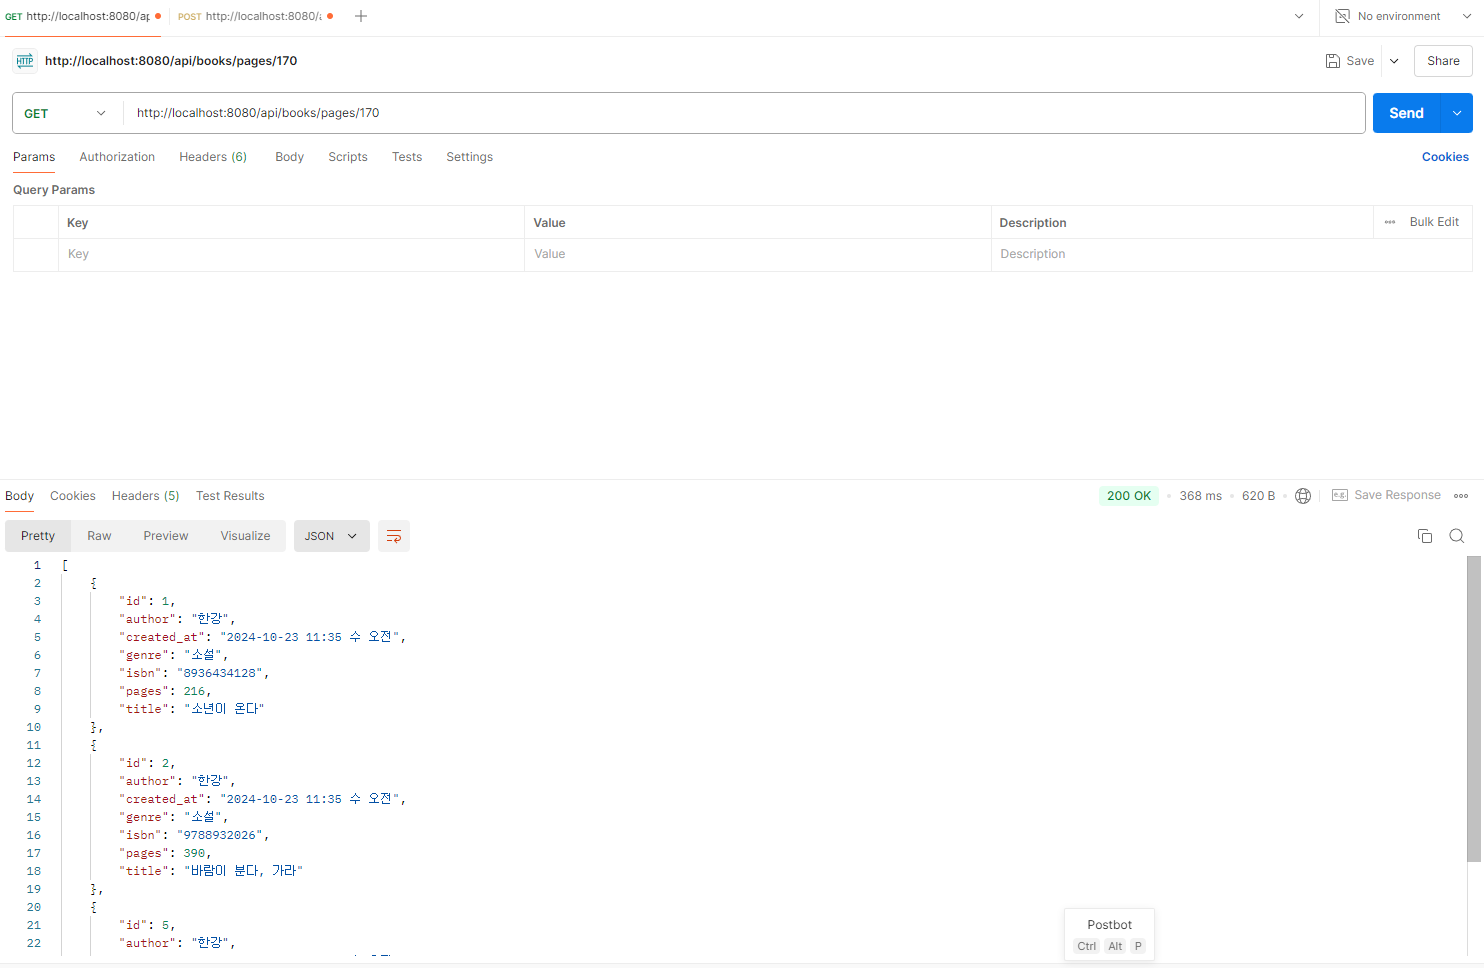 GET http://localhost:8080/ap
POST http://localhost:8080/a
No environment
HTTP http://localhost:8080/api/books/pages/170
Save
Share
GET http://localhost:8080/api/books/pages/170
Send
Params Authorization Headers (6) Body Scripts Tests Settings Cookies
Query Params
Key Value Description Bulk Edit
Key Value Description
Body Cookies Headers (5) Test Results 200 OK 368 ms 620 B e.g. Save Response
Pretty Raw Preview Visualize JSON
1 [
2 {
3 "id": 1,
4 "author": "한강",
5 "created_at": "2024-10-23 11:35 수 오전",
6 "genre": "소설",
7 "isbn": "8936434128",
8 "pages": 216,
9 "title": "소년이 온다"
10 },
11 {
12 "id": 2,
13 "author": "한강",
14 "created_at": "2024-10-23 11:35 수 오전",
15 "genre": "소설",
16 "isbn": "9788932026",
17 "pages": 390,
18 "title": "바람이 분다, 가라"
19 },
20 {
21 "id": 5,
22 "author": "한강",
Postbot
Ctrl Alt P